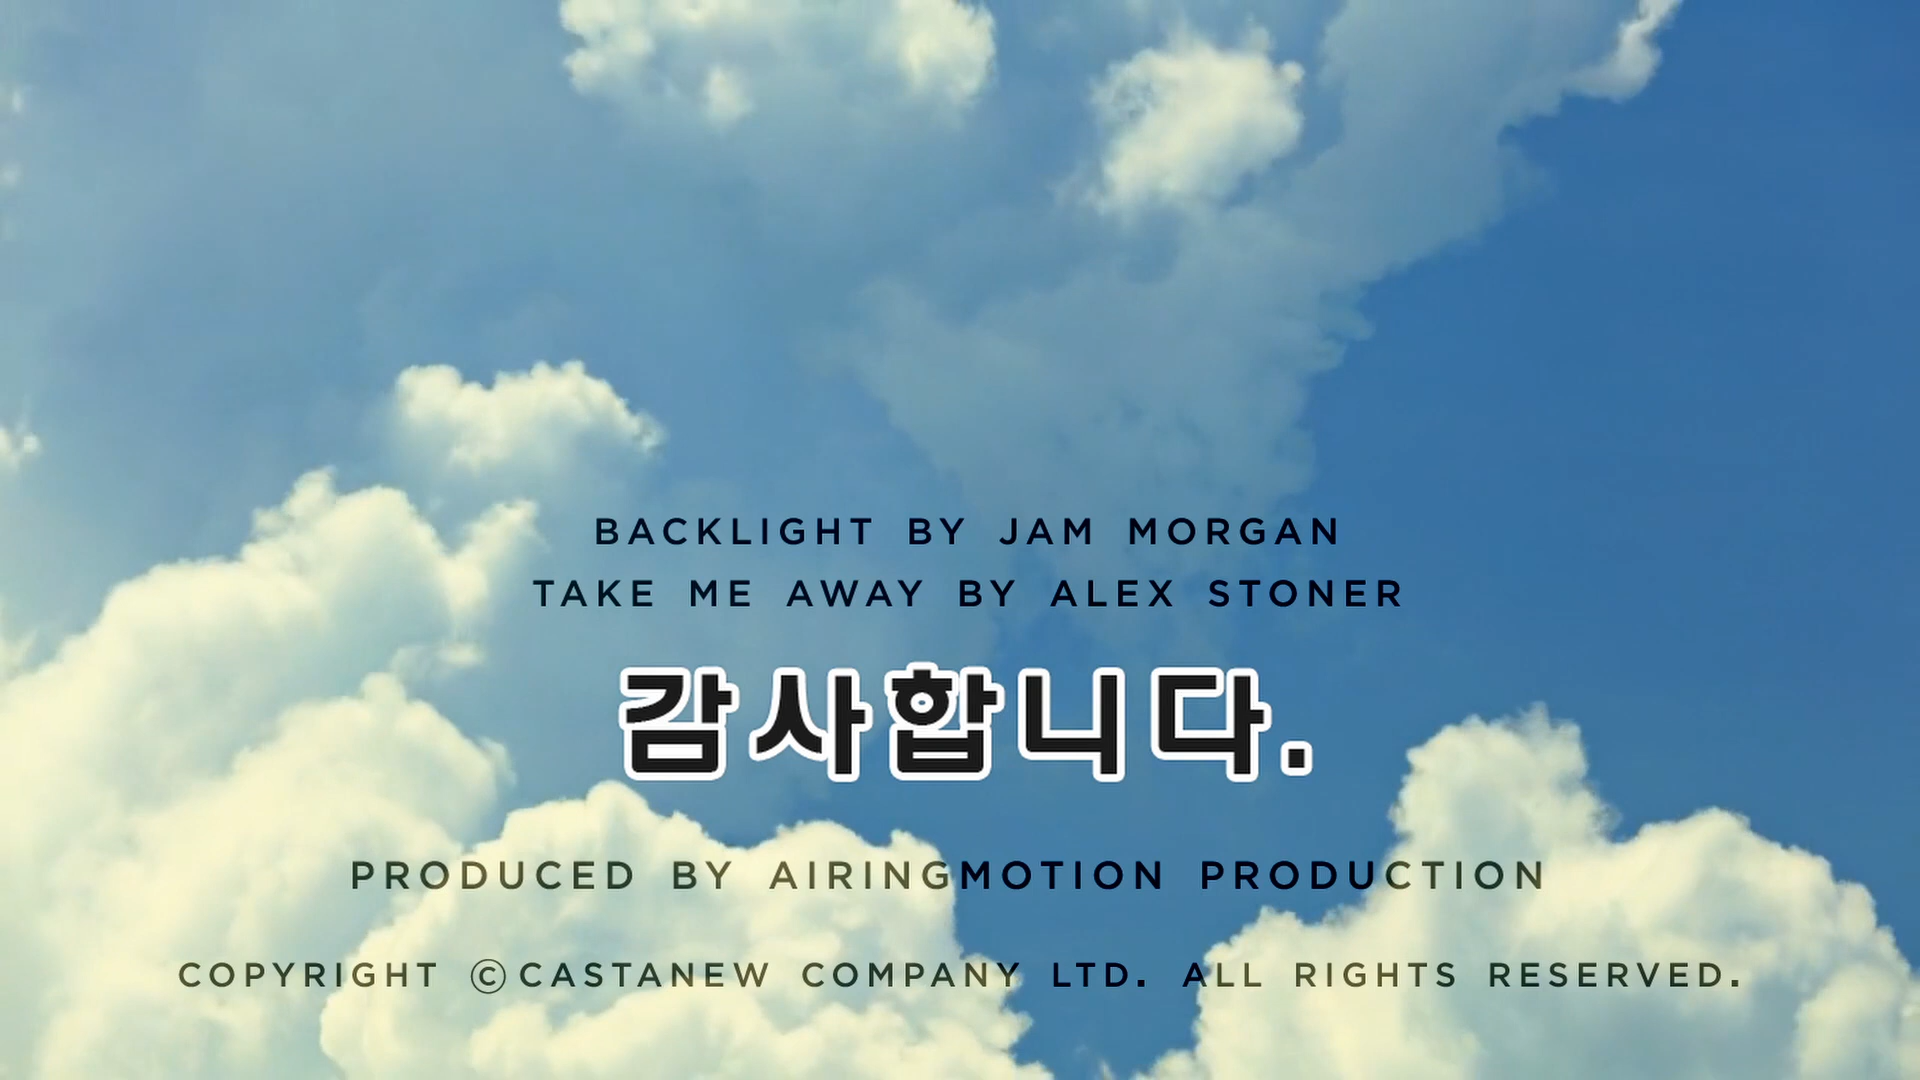 BACKLIGHT BY JAM MORGAN
TAKE ME AWAY BY ALEX STONER
감사합니다.
PRODUCED BY AIRINGMOTION PRODUCTION
COPYRIGHT ©CASTANEW COMPANY LTD. ALL RIGHTS RESERVED.